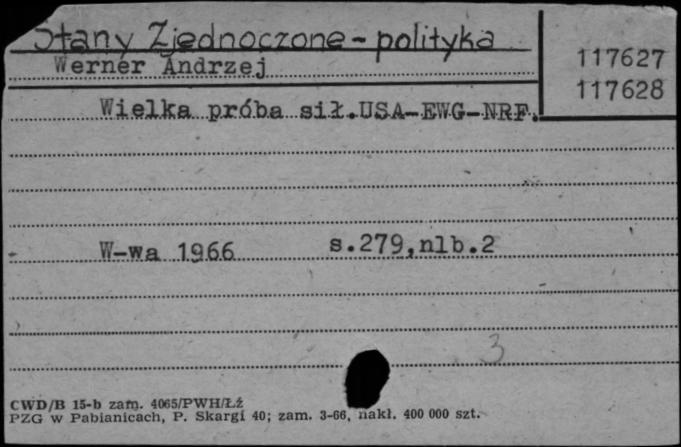 Stany Zjednoczone - polityka
Werner Andrzej
117627
117628
Wielka próba sił.USA-EWG-NRF.
W-wa 1966 s.279,nlb.2
3
CWD/B 15-b zam. 4065/PWH/Łź
PZG w Pabianicach, P. Skargi 40; zam. 3-66, nakł. 400 000 szt.